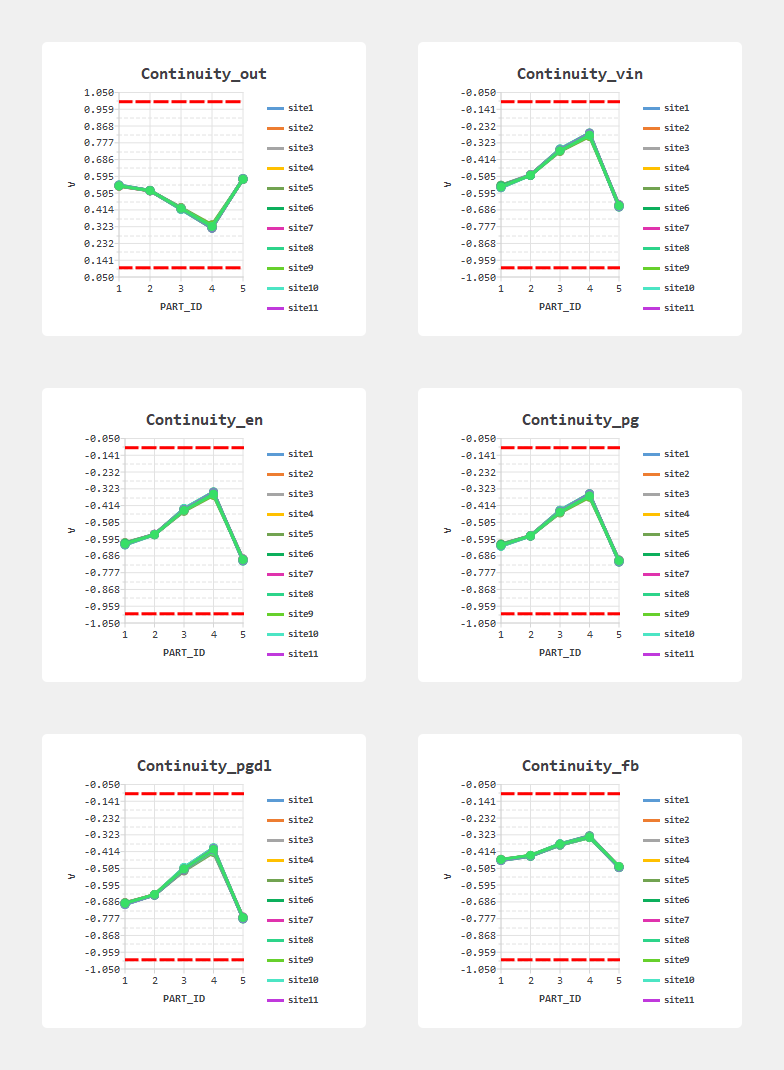 Continuity_out
1.050
0.959
0.868
0.777
0.686
0.595
0.505
0.414
0.323
0.232
0.141
0.050
V
1 2 3 4 5
PART_ID
site1
site2
site3
site4
site5
site6
site7
site8
site9
site10
site11
Continuity_vin
-0.050
-0.141
-0.232
-0.323
-0.414
-0.505
-0.595
-0.686
-0.777
-0.868
-0.959
-1.050
V
1 2 3 4 5
PART_ID
site1
site2
site3
site4
site5
site6
site7
site8
site9
site10
site11
Continuity_en
-0.050
-0.141
-0.232
-0.323
-0.414
-0.505
-0.595
-0.686
-0.777
-0.868
-0.959
-1.050
V
1 2 3 4 5
PART_ID
site1
site2
site3
site4
site5
site6
site7
site8
site9
site10
site11
Continuity_pg
-0.050
-0.141
-0.232
-0.323
-0.414
-0.505
-0.595
-0.686
-0.777
-0.868
-0.959
-1.050
V
1 2 3 4 5
PART_ID
site1
site2
site3
site4
site5
site6
site7
site8
site9
site10
site11
Continuity_pgdl
-0.050
-0.141
-0.232
-0.323
-0.414
-0.505
-0.595
-0.686
-0.777
-0.868
-0.959
-1.050
V
1 2 3 4 5
PART_ID
site1
site2
site3
site4
site5
site6
site7
site8
site9
site10
site11
Continuity_fb
-0.050
-0.141
-0.232
-0.323
-0.414
-0.505
-0.595
-0.686
-0.777
-0.868
-0.959
-1.050
V
1 2 3 4 5
PART_ID
site1
site2
site3
site4
site5
site6
site7
site8
site9
site10
site11